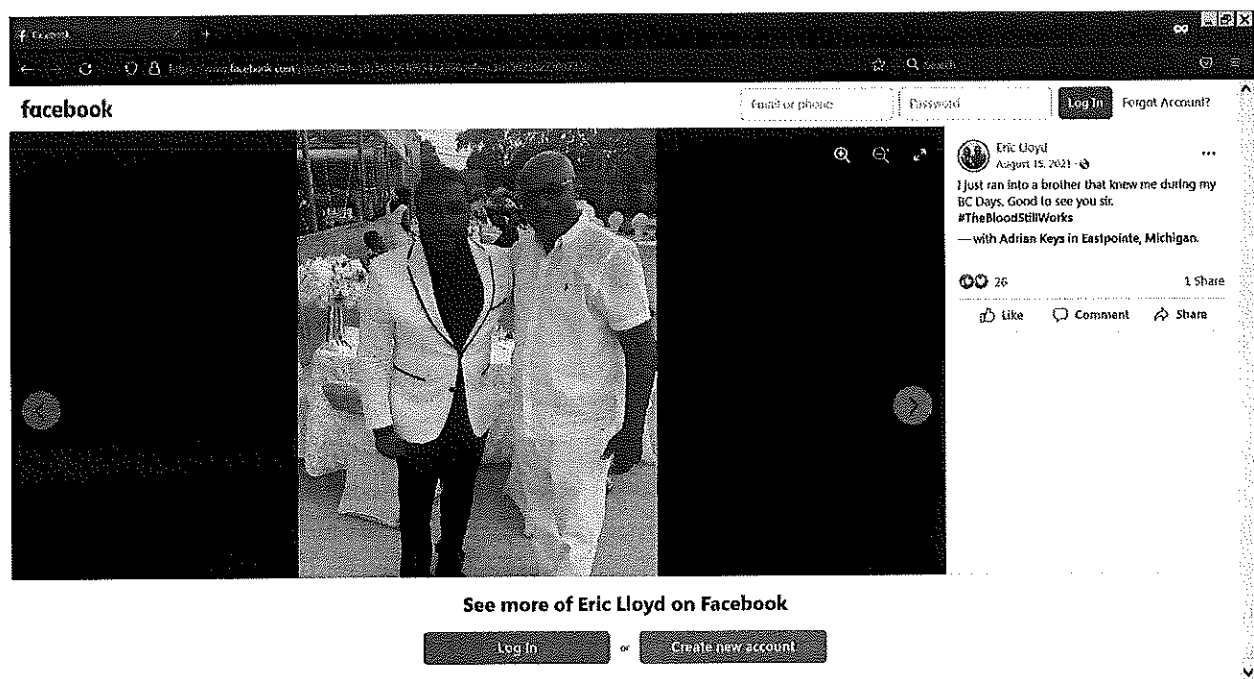 facebook
Email or phone
Password
Log In
Forgot Account?
Eric Lloyd
August 15, 2021
I just ran into a brother that knew me during my
BC Days. Good to see you sir.
#TheBloodStillWorks
— with Adrian Keys in Eastpointe, Michigan.
26
1 Share
Like
Comment
Share
See more of Eric Lloyd on Facebook
Log In
or
Create new account